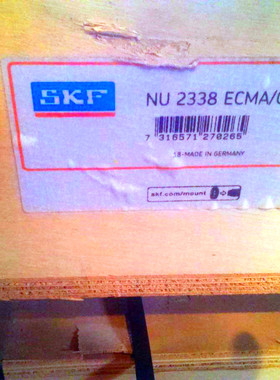 SKF
NU 2338 ECMA/
7 316571 270265
18-MADE IN GERMANY
skf.com/mount